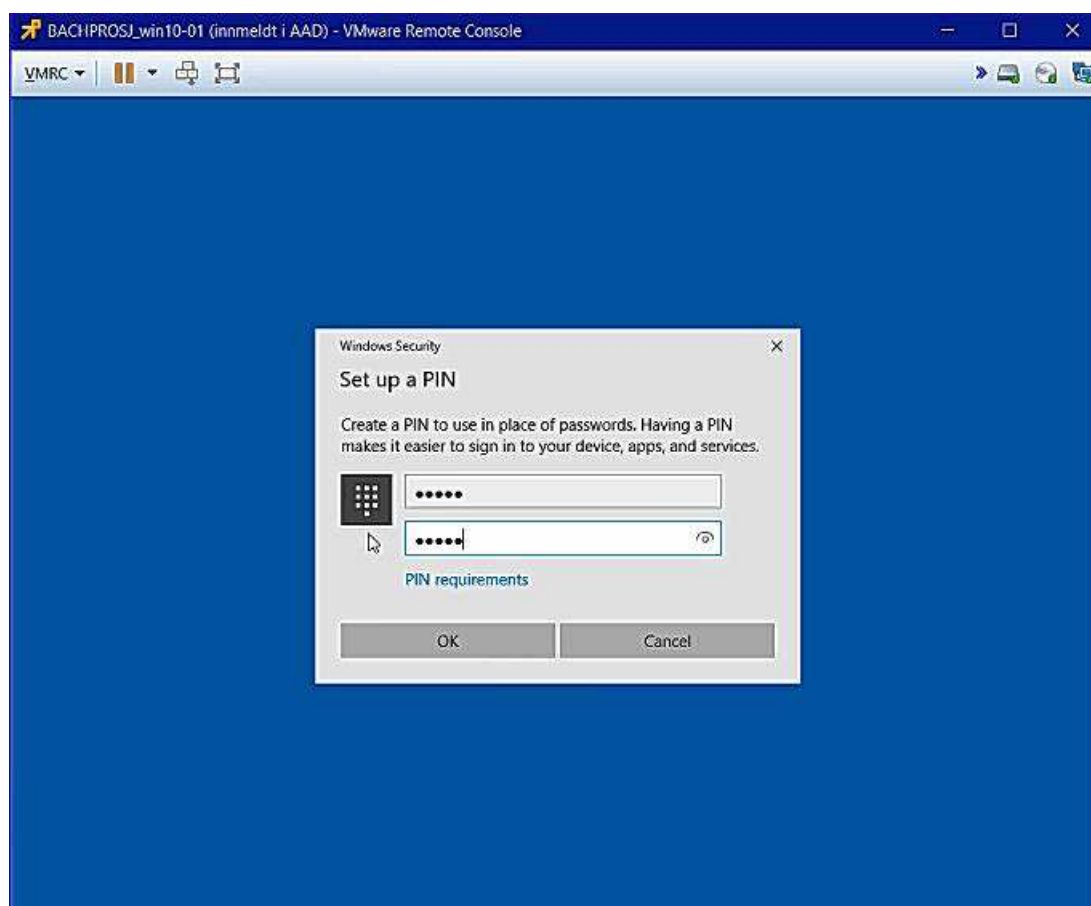 BACHPROSJ_win10-01 (innmeldt i AAD) - VMware Remote Console
VMRC
Windows Security
Set up a PIN
Create a PIN to use in place of passwords. Having a PIN
makes it easier to sign in to your device, apps, and services.
•••••
•••••
PIN requirements
OK Cancel